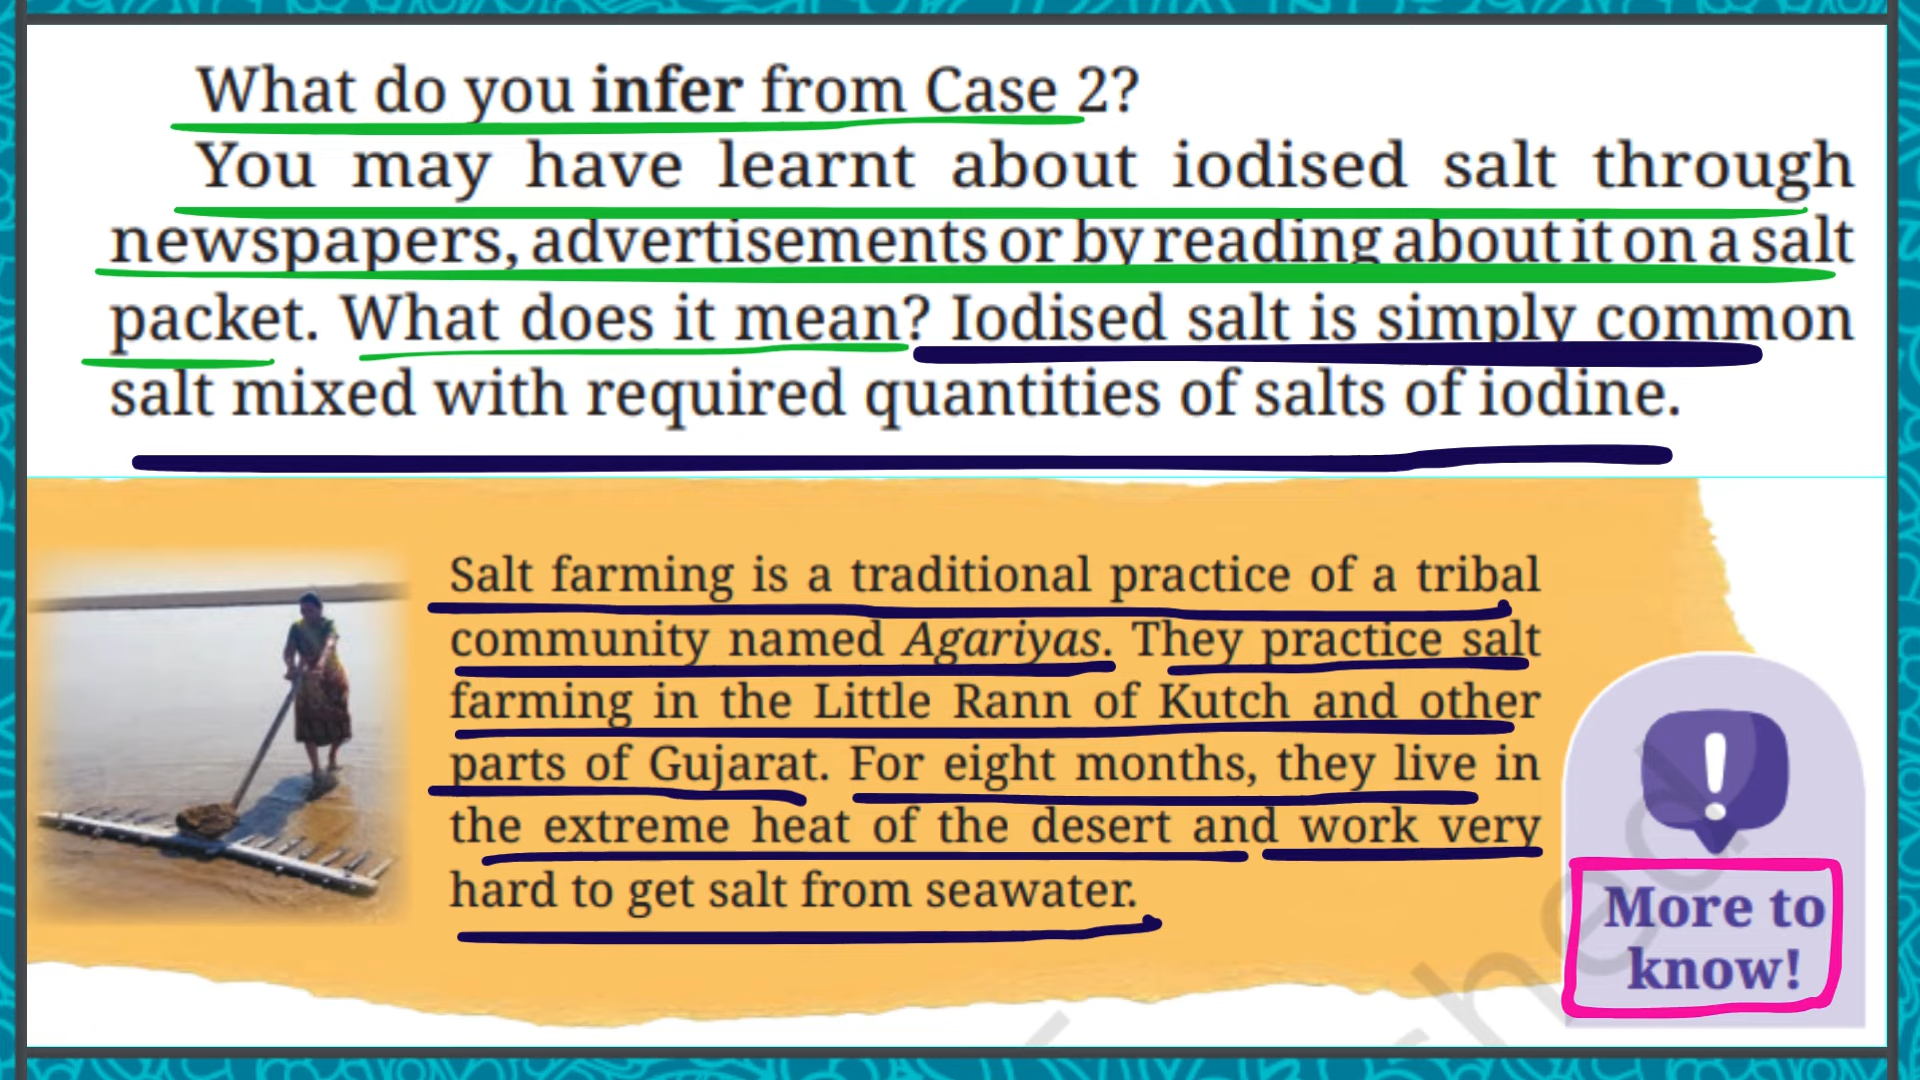 What do you infer from Case 2?
You may have learnt about iodised salt through
newspapers, advertisements or by reading about it on a salt
packet. What does it mean? Iodised salt is simply common
salt mixed with required quantities of salts of iodine.
Salt farming is a traditional practice of a tribal
community named Agariyas. They practice salt
farming in the Little Rann of Kutch and other
parts of Gujarat. For eight months, they live in
the extreme heat of the desert and work very
hard to get salt from seawater.
More to
know!